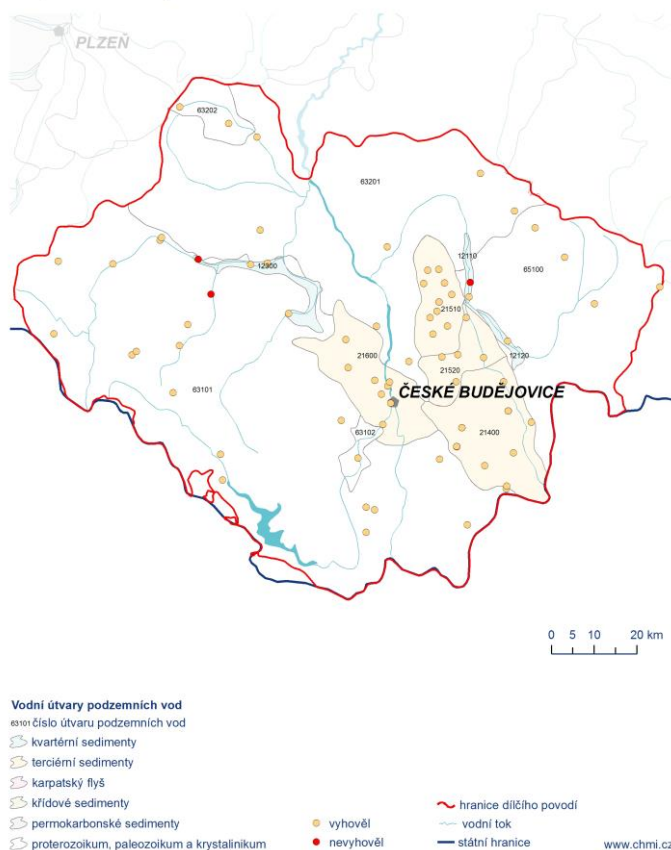 PLZEŇ
63202
63201
12110
65100
12300
21510
21600
12120
21520
63101
ČESKÉ BUDĚJOVICE
63102
21400
0 5 10 20 km
Vodní útvary podzemních vod
63101 číslo útvaru podzemních vod
kvartérní sedimenty
terciérní sedimenty
karpatský flyš
křídové sedimenty
permokarbonské sedimenty
proterozoikum, paleozoikum a krystalinikum
vyhověl
nevyhověl
hranice dílčího povodí
vodní tok
státní hranice
www.chmi.cz